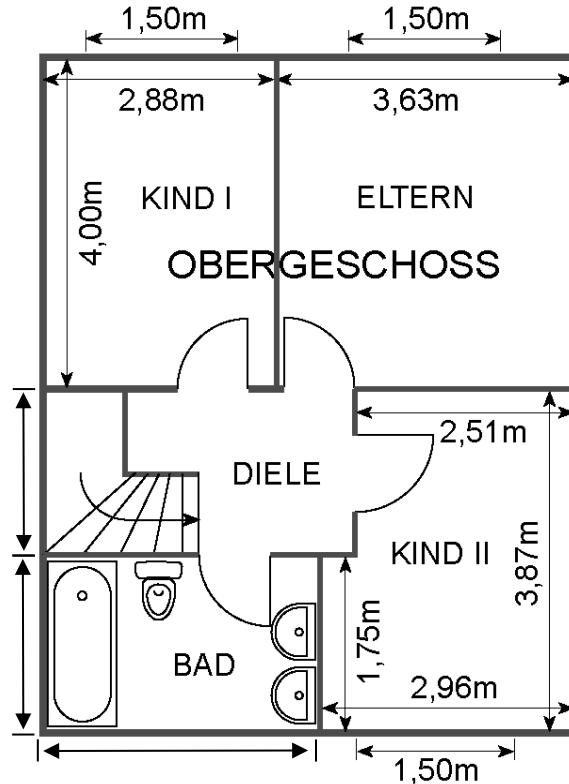 1,50m 1,50m
2,88m 3,63m
4,00m
KIND I ELTERN
OBERGESCHOSS
2,51m
DIELE
KIND II
3,87m
1,75m
BAD
2,96m
1,50m